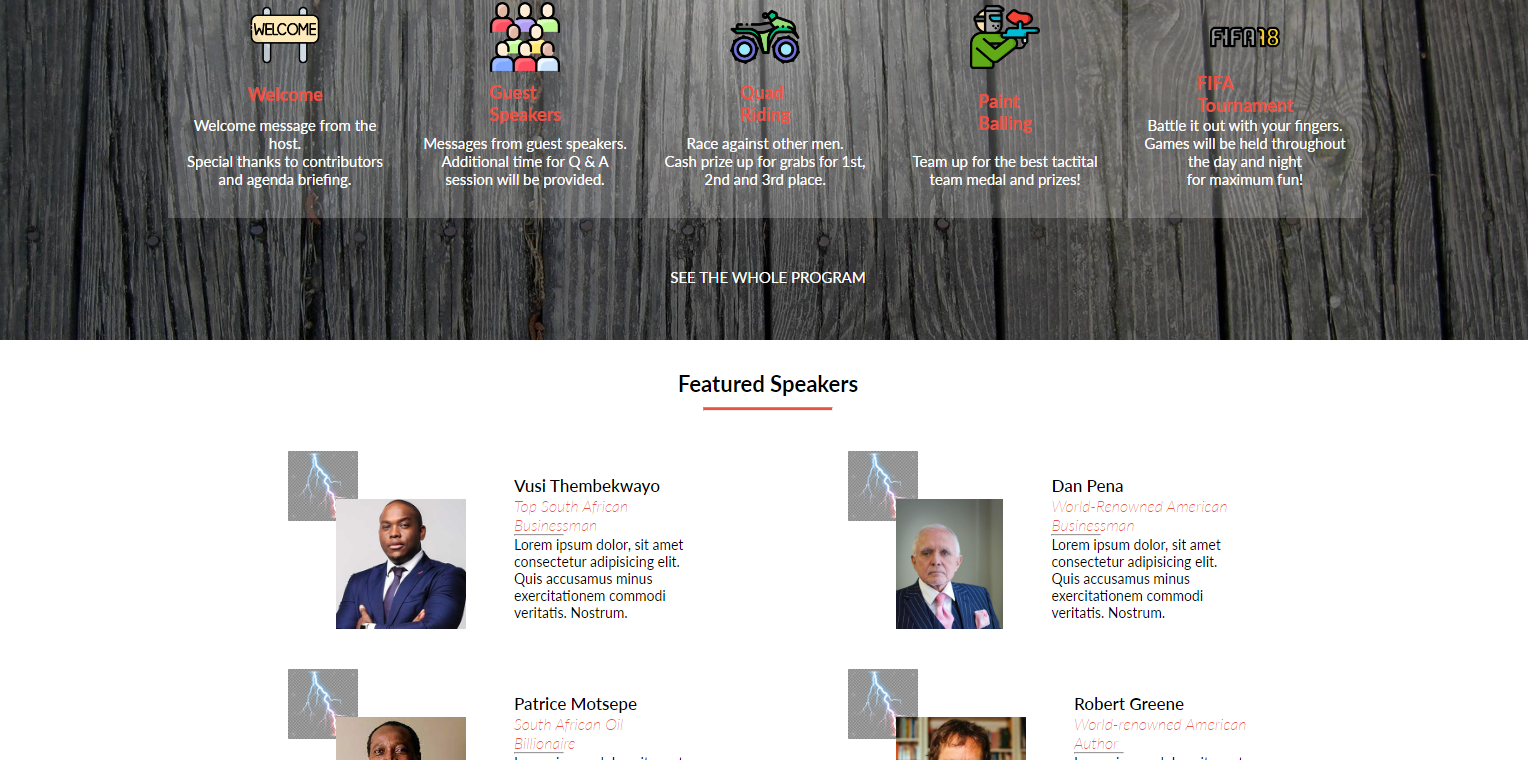 WELCOME
FIFA18
Welcome
Welcome message from the
host.
Special thanks to contributors
and agenda briefing.
Guest
Speakers
Messages from guest speakers.
Additional time for Q & A
session will be provided.
Quad
Riding
Race against other men.
Cash prize up for grabs for 1st,
2nd and 3rd place.
Paint
Balling
Team up for the best tactital
team medal and prizes!
FIFA
Tournament
Battle it out with your fingers.
Games will be held throughout
the day and night
for maximum fun!
SEE THE WHOLE PROGRAM
Featured Speakers
Vusi Thembekwayo
Top South African
Businessman
Lorem ipsum dolor, sit amet
consectetur adipisicing elit.
Quis accusamus minus
exercitationem commodi
veritatis. Nostrum.
Dan Pena
World-Renowned American
Businessman
Lorem ipsum dolor, sit amet
consectetur adipisicing elit.
Quis accusamus minus
exercitationem commodi
veritatis. Nostrum.
Patrice Motsepe
South African Oil
Billionaire
Robert Greene
World-renowned American
Author